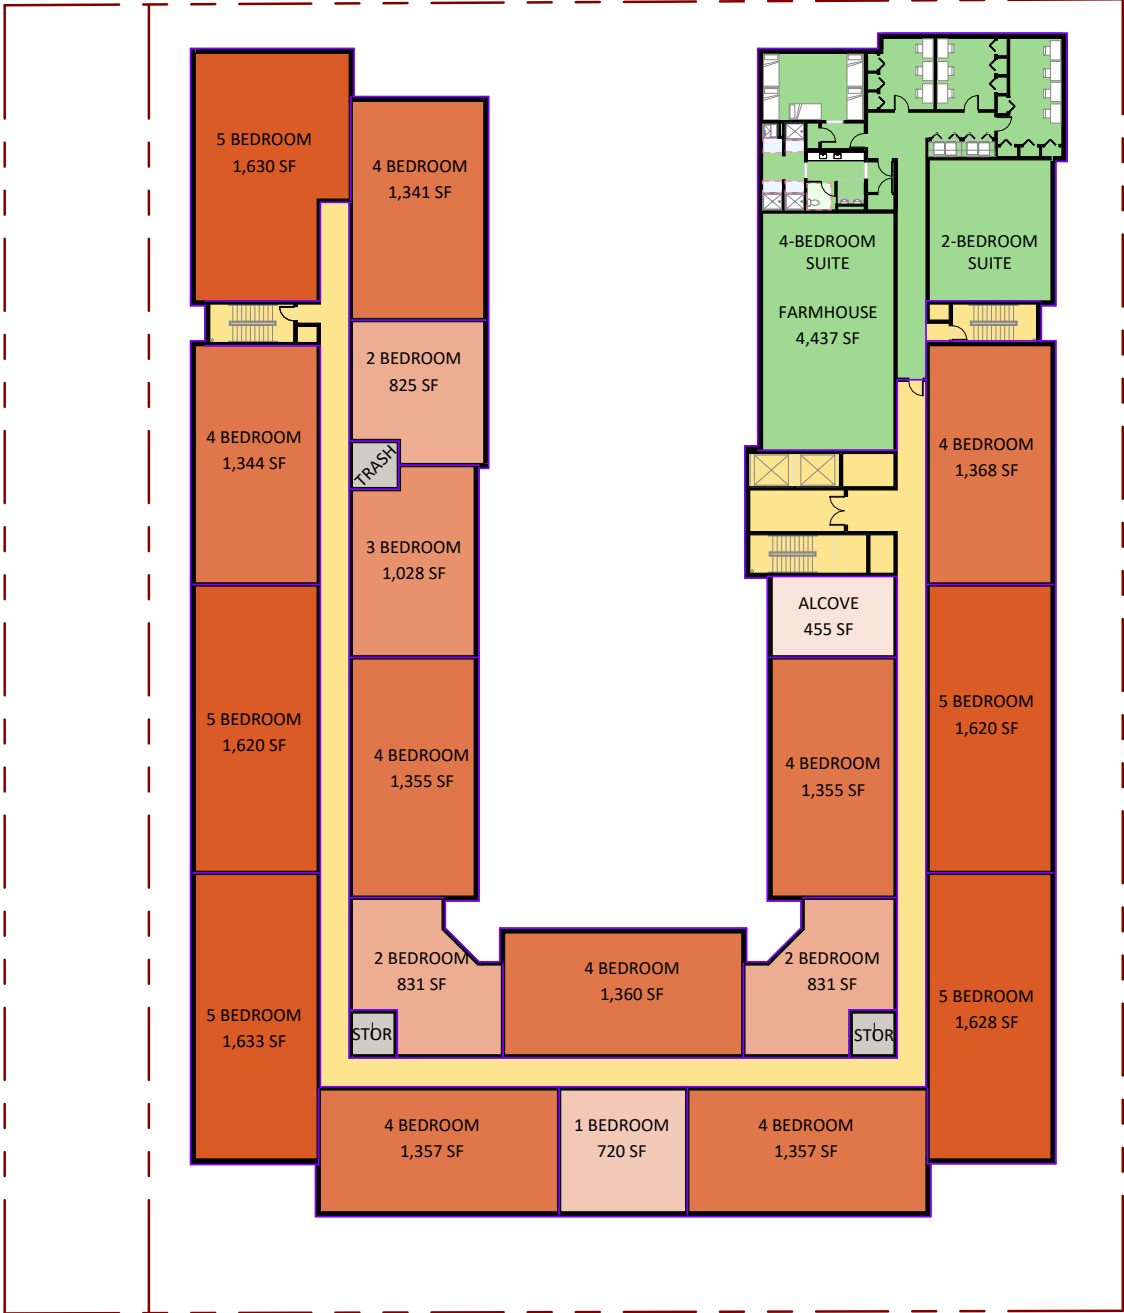 5 BEDROOM
1,630 SF
4 BEDROOM
1,341 SF
4-BEDROOM
SUITE
FARMHOUSE
4,437 SF
2-BEDROOM
SUITE
2 BEDROOM
825 SF
TRASH
4 BEDROOM
1,344 SF
4 BEDROOM
1,368 SF
3 BEDROOM
1,028 SF
ALCOVE
455 SF
5 BEDROOM
1,620 SF
4 BEDROOM
1,355 SF
4 BEDROOM
1,355 SF
5 BEDROOM
1,620 SF
2 BEDROOM
831 SF
4 BEDROOM
1,360 SF
2 BEDROOM
831 SF
5 BEDROOM
1,633 SF
STOR
STOR
5 BEDROOM
1,628 SF
4 BEDROOM
1,357 SF
1 BEDROOM
720 SF
4 BEDROOM
1,357 SF